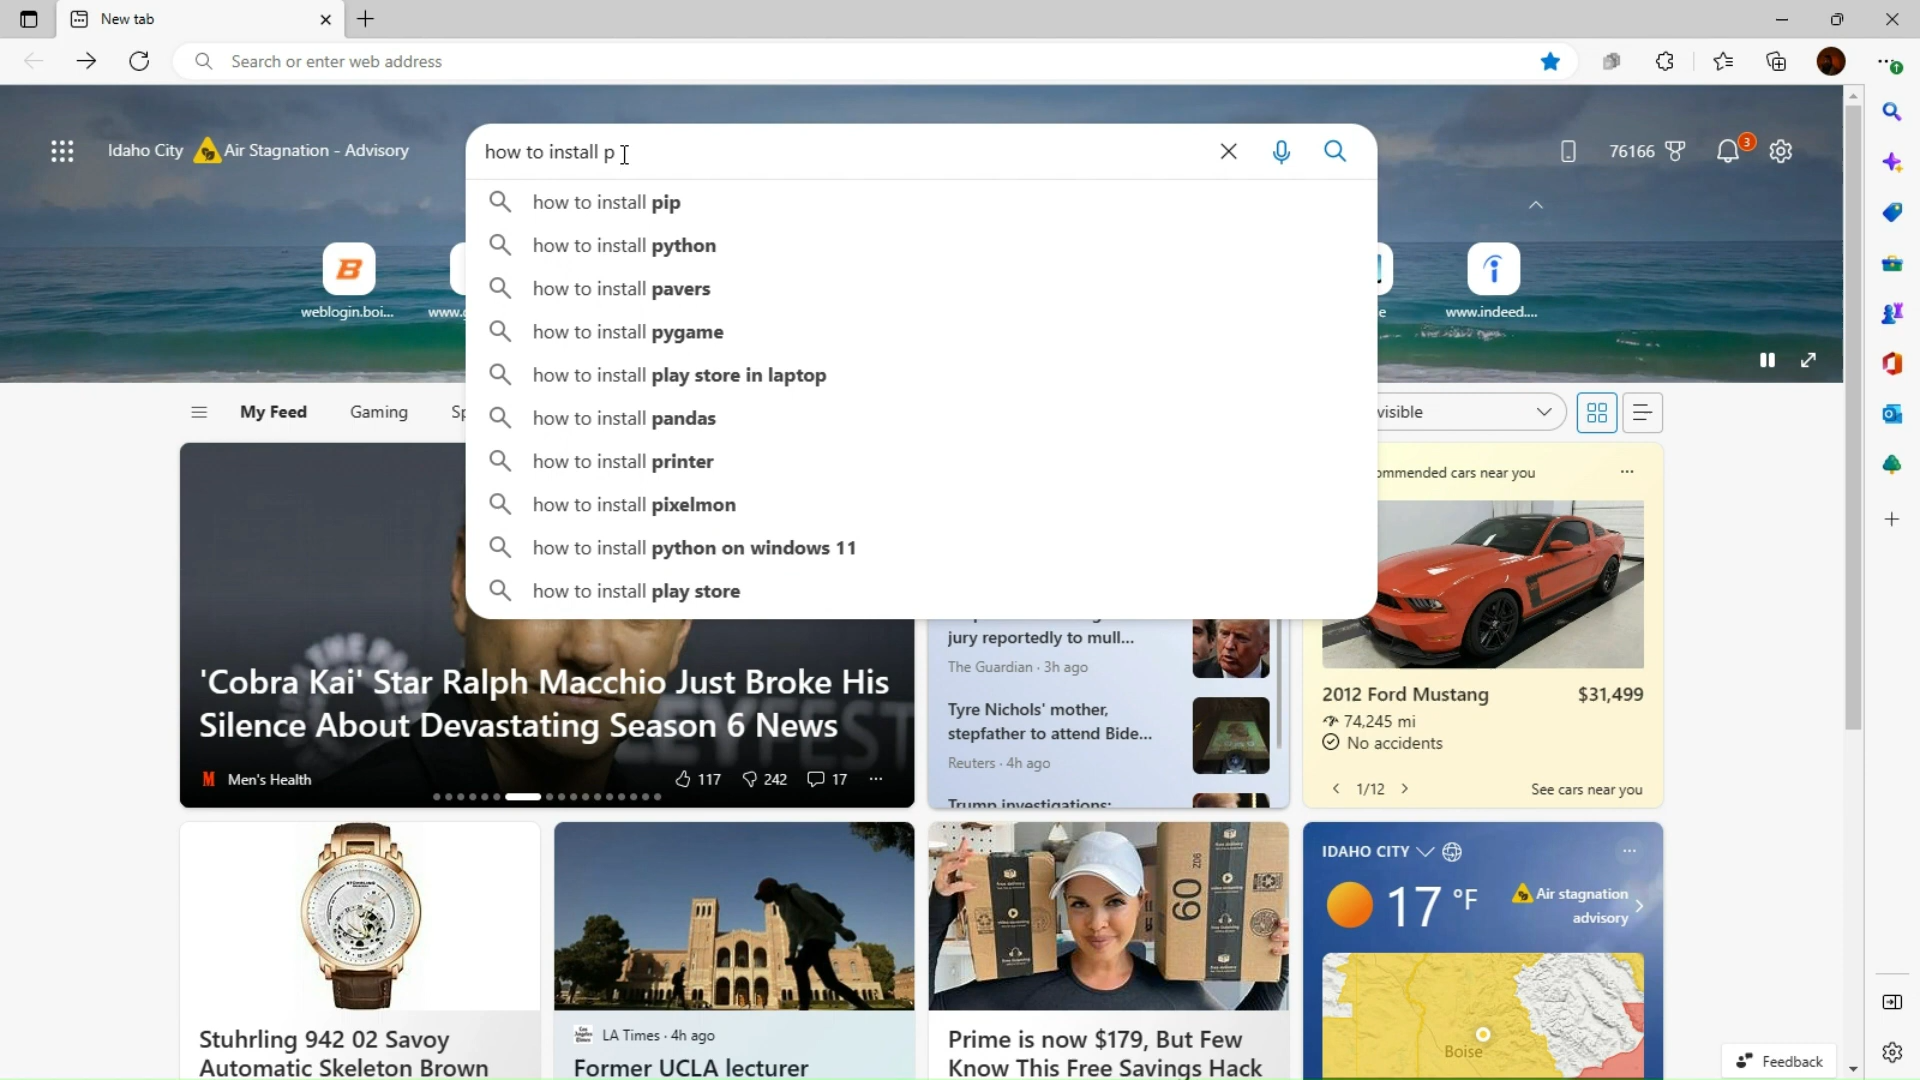 New tab
Search or enter web address
Idaho City Air Stagnation - Advisory
how to install p
76166
3
how to install pip
how to install python
how to install pavers
how to install pygame
how to install play store in laptop
how to install pandas
how to install printer
how to install pixelmon
how to install python on windows 11
how to install play store
B
weblogin.boi...
www.g
e
www.indeed....
My Feed
Gaming
Sp
visible
'Cobra Kai' Star Ralph Macchio Just Broke His
Silence About Devastating Season 6 News
M Men's Health
117
242
17
jury reportedly to mull...
The Guardian · 3h ago
Tyre Nichols' mother,
stepfather to attend Bide...
Reuters · 4h ago
Trump investigations:
ommended cars near you
2012 Ford Mustang
$31,499
74,245 mi
No accidents
1/12
See cars near you
STUHRLING
Stuhrling 942 02 Savoy
Automatic Skeleton Brown
LA Times · 4h ago
Former UCLA lecturer
Prime is now $179, But Few
Know This Free Savings Hack
IDAHO CITY
17 °F
Air stagnation
advisory
Boise
Feedback